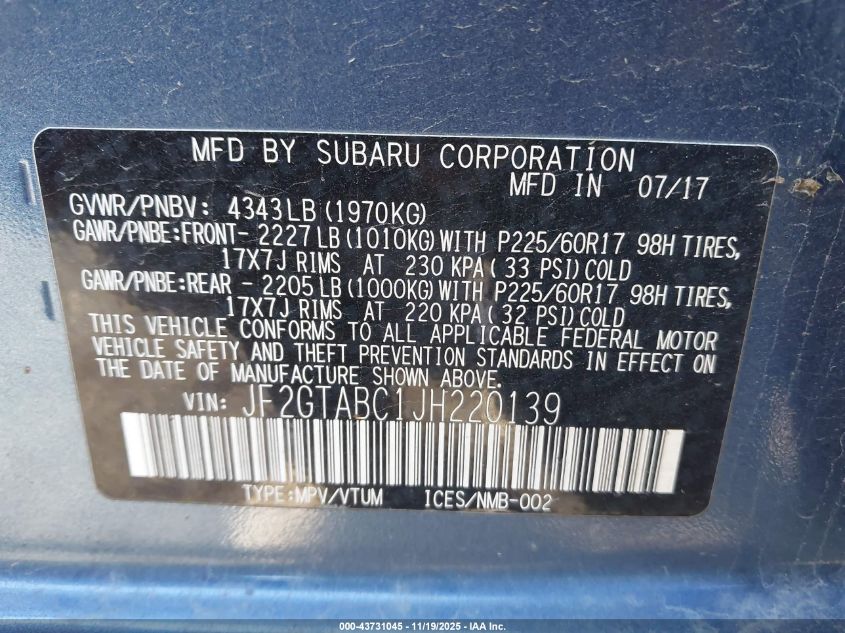 MFD BY SUBARU CORPORATION
MFD IN 07/17
GVWR/PNBV: 4343LB (1970KG)
GAWR/PNBE:FRONT- 2227LB (1010KG) WITH P225/60R17 98H TIRES,
17X7J RIMS AT 230 KPA( 33 PSI) COLD
GAWR/PNBE:REAR - 2205LB (1000KG) WITH P225/60R17 98H TIRES,
17X7J RIMS AT 220 KPA( 32 PSI) COLD
THIS VEHICLE CONFORMS TO ALL APPLICABLE FEDERAL MOTOR
VEHICLE SAFETY AND THEFT PREVENTION STANDARDS IN EFFECT ON
THE DATE OF MANUFACTURE SHOWN ABOVE.
VIN: JF2GTABC1JH220139
TYPE:MPV/VTUM ICES/NMB-002
000-43731045 - 11/19/2025 - IAA Inc.